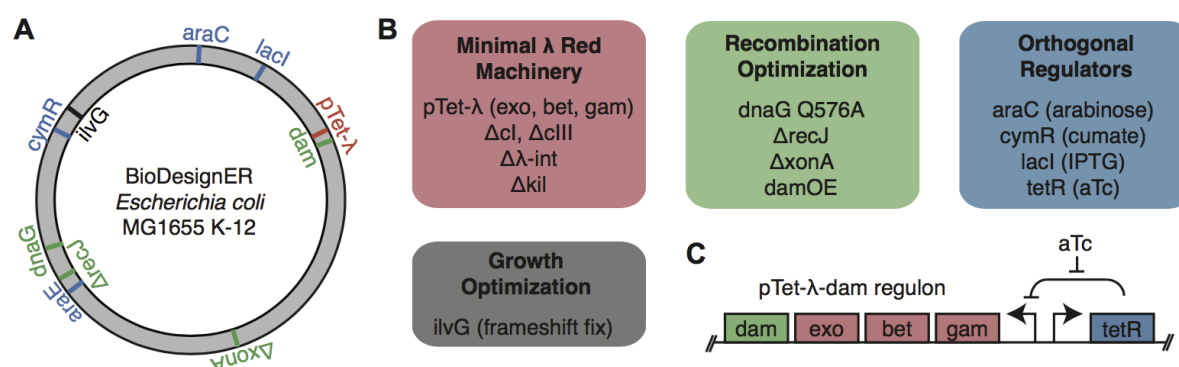 A
araC
lacI
pTet-λ
dam
cymR
ilvG
BioDesignER
Escherichia coli
MG1655 K-12
dnaG
ΔrecJ
araE
ΔxonA
B
Minimal λ Red
Machinery
pTet-λ (exo, bet, gam)
ΔcI, ΔcIII
Δλ-int
Δkil
Recombination
Optimization
dnaG Q576A
ΔrecJ
ΔxonA
damOE
Orthogonal
Regulators
araC (arabinose)
cymR (cumate)
lacI (IPTG)
tetR (aTc)
Growth
Optimization
ilvG (frameshift fix)
C
aTc
pTet-λ-dam regulon
dam exo bet gam tetR